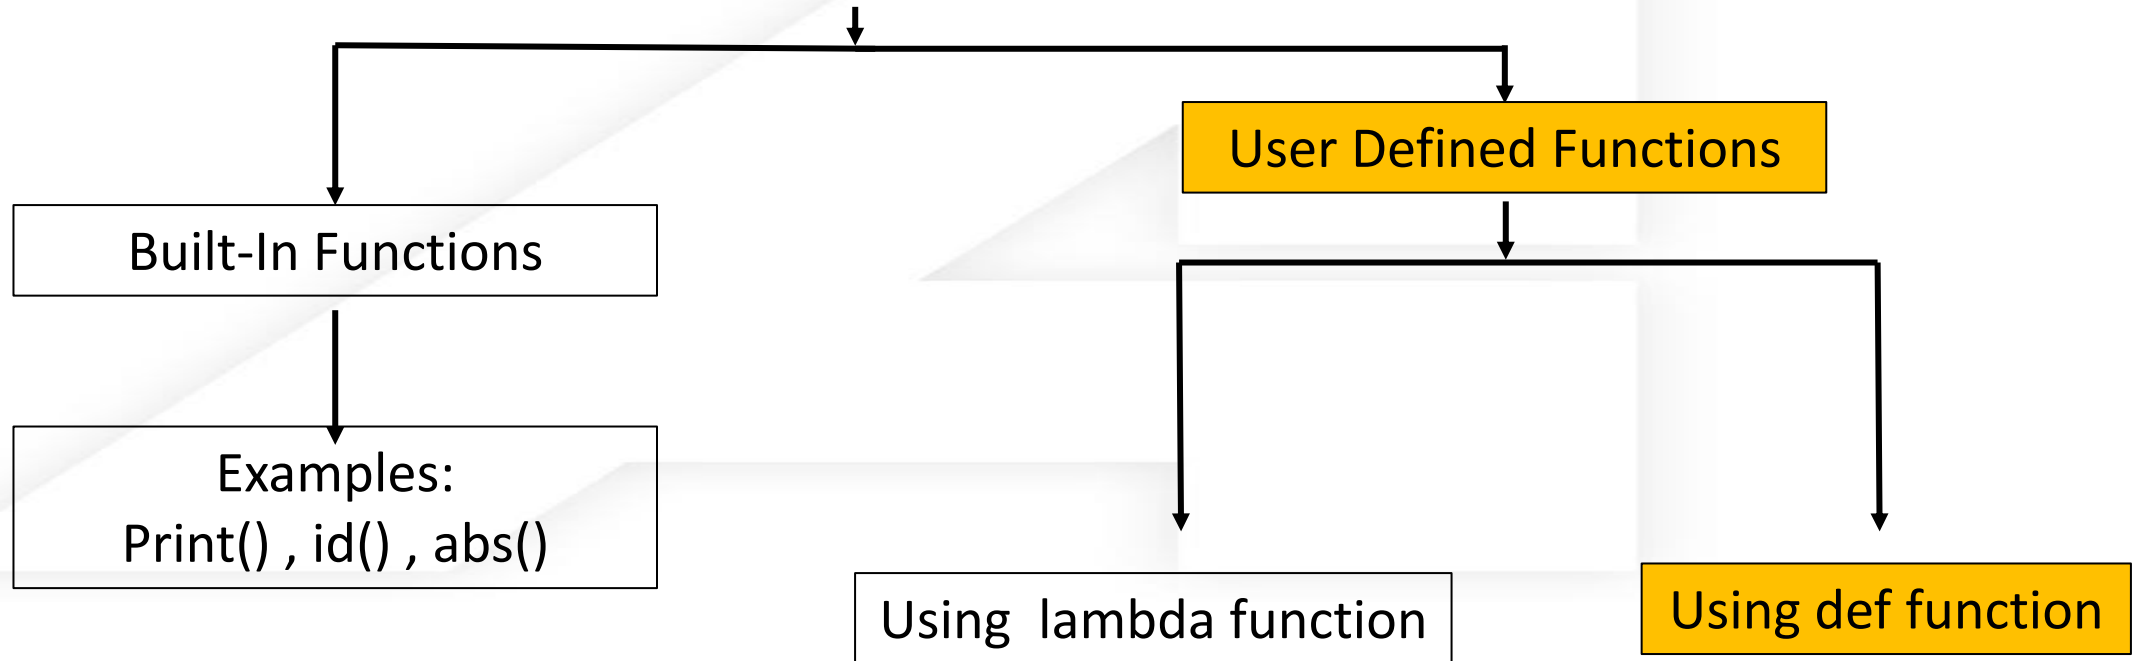 User Defined Functions
Built-In Functions
Examples:
Print() , id() , abs()
Using lambda function
Using def function